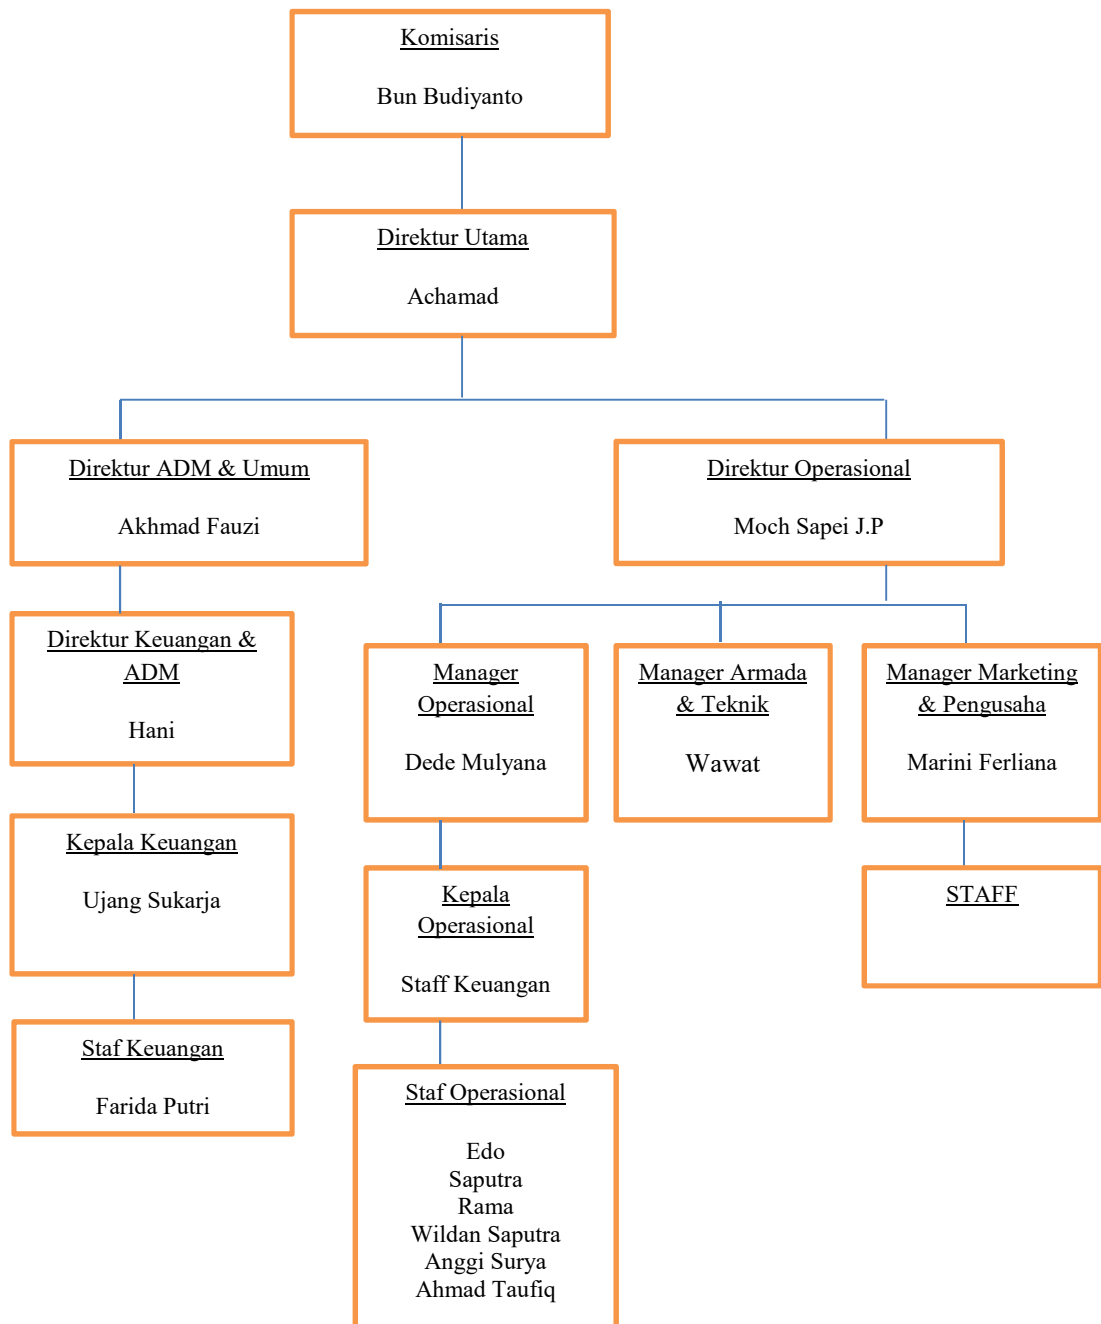 Komisaris
Bun Budiyanto
Direktur Utama
Achamad
Direktur ADM & Umum
Akhmad Fauzi
Direktur Operasional
Moch Sapei J.P
Direktur Keuangan &
ADM
Hani
Manager
Operasional
Dede Mulyana
Manager Armada
& Teknik
Wawat
Manager Marketing
& Pengusaha
Marini Ferliana
Kepala Keuangan
Ujang Sukarja
Kepala
Operasional
Staff Keuangan
STAFF
Staf Keuangan
Farida Putri
Staf Operasional
Edo
Saputra
Rama
Wildan Saputra
Anggi Surya
Ahmad Taufiq